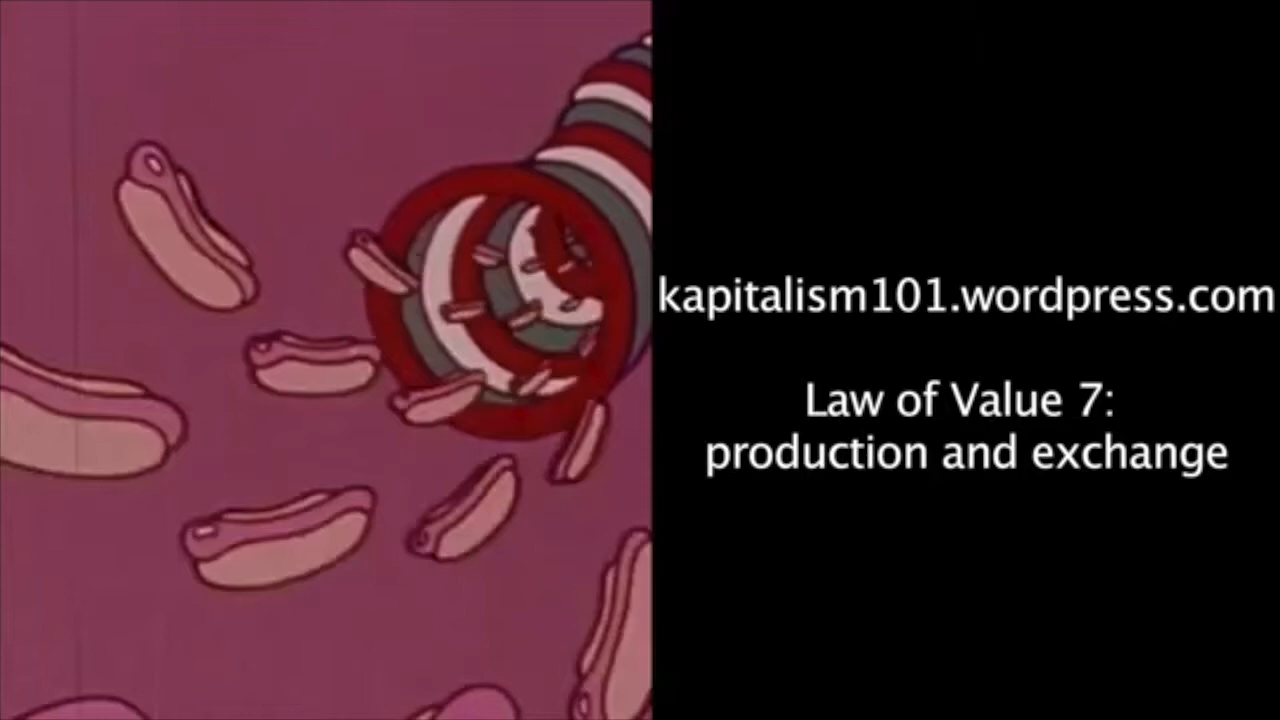 kapitalism101.wordpress.com
Law of Value 7:
production and exchange